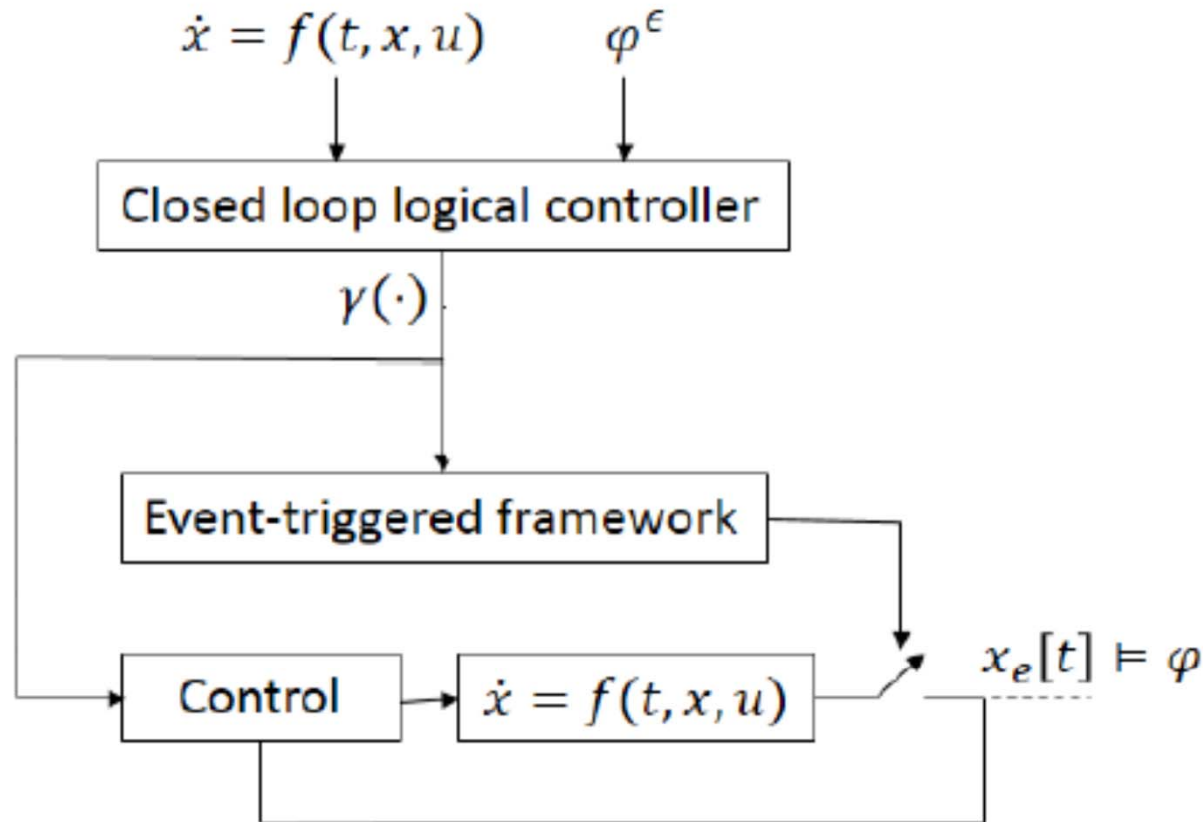 ẋ = f(t, x, u) φ^ϵ
Closed loop logical controller
γ(·)
Event-triggered framework
x_e[t] ⊨ φ
Control
ẋ = f(t, x, u)